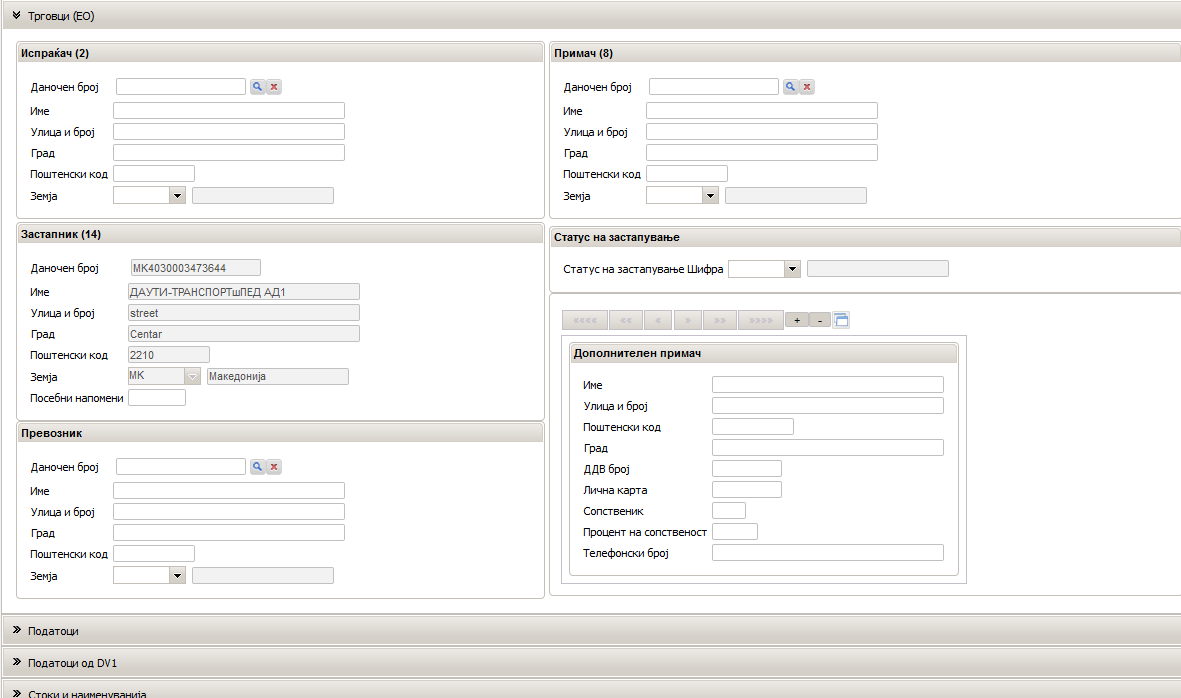 Трговци (ЕО)
Испраќач (2)
Даночен број
Име
Улица и број
Град
Поштенски код
Земја
Примач (8)
Даночен број
Име
Улица и број
Град
Поштенски код
Земја
Застапник (14)
Даночен број MK4030003473644
Име ДАУТИ-ТРАНСПОРТшПЕД АД1
Улица и број street
Град Centar
Поштенски код 2210
Земја MK Македонија
Посебни напомени
Статус на застапување
Статус на застапување Шифра
<<<< << < > >> >>>> + -
Дополнителен примач
Име
Улица и број
Поштенски код
Град
ДДВ број
Лична карта
Сопственик
Процент на сопственост
Телефонски број
Превозник
Даночен број
Име
Улица и број
Град
Поштенски код
Земја
Податоци
Податоци од DV1
Стоки и наименуванија